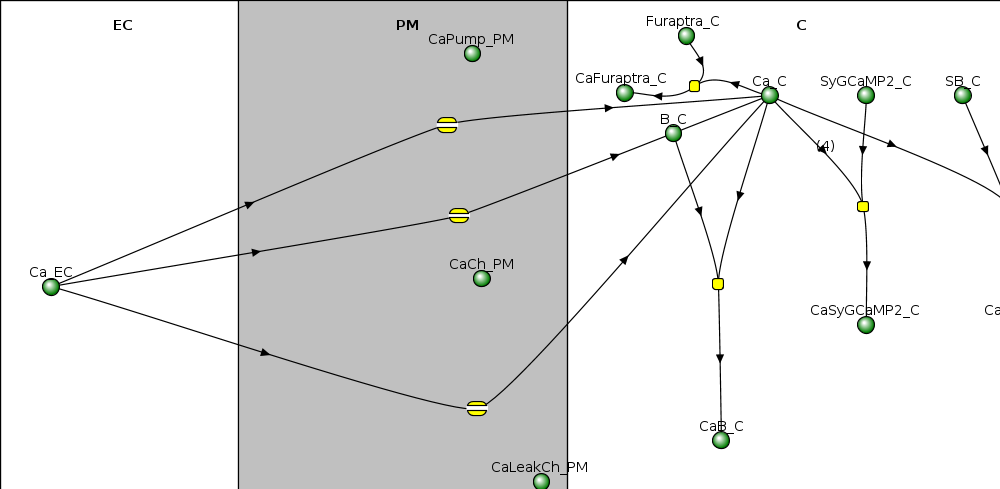 EC
PM
C
Furaptra_C
CaPump_PM
CaFuraptra_C
Ca_C
SyGCaMP2_C
SB_C
B_C
(4)
Ca_EC
CaCh_PM
CaSyGCaMP2_C
Ca
CaB_C
CaLeakCh_PM